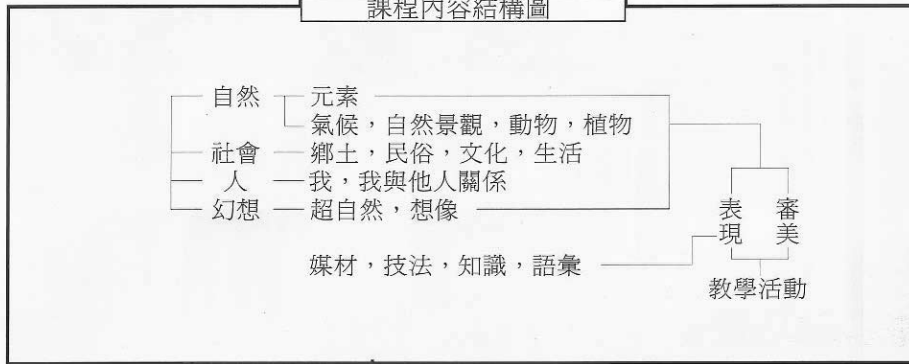 課程內容結構圖
自然 元素
氣候，自然景觀，動物，植物
社會 鄉土，民俗，文化，生活
人 我，我與他人關係
幻想 超自然，想像
表現 審美
媒材，技法，知識，語彙
教學活動